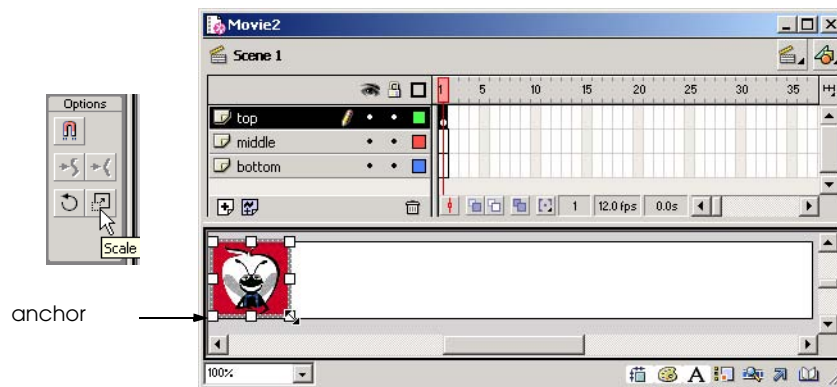 Movie2
Scene 1
Options
1 5 10 15 20 25 30 35
top
middle
bottom
1 12.0 fps 0.0s
Scale
anchor
100%
A